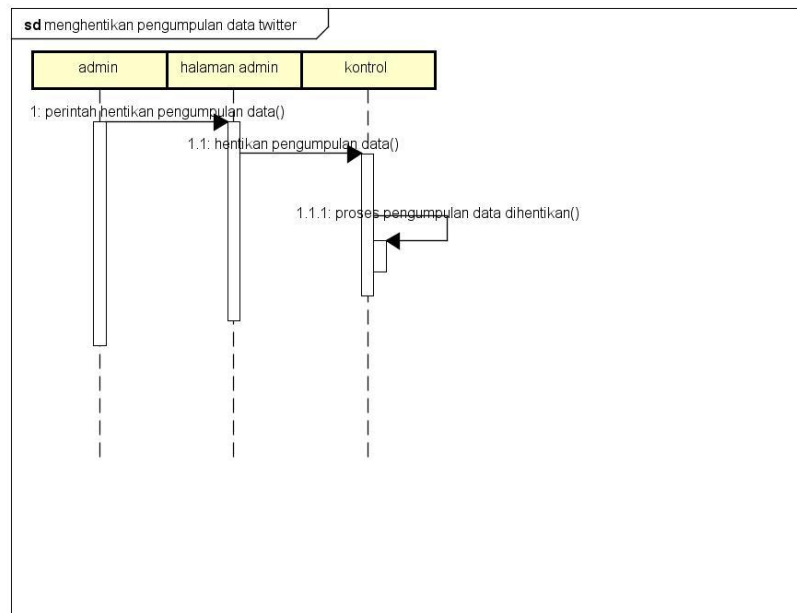 sd menghentikan pengumpulan data twitter
admin
halaman admin
kontrol
1: perintah hentikan pengumpulan data()
1.1: hentikan pengumpulan data()
1.1.1: proses pengumpulan data dihentikan()